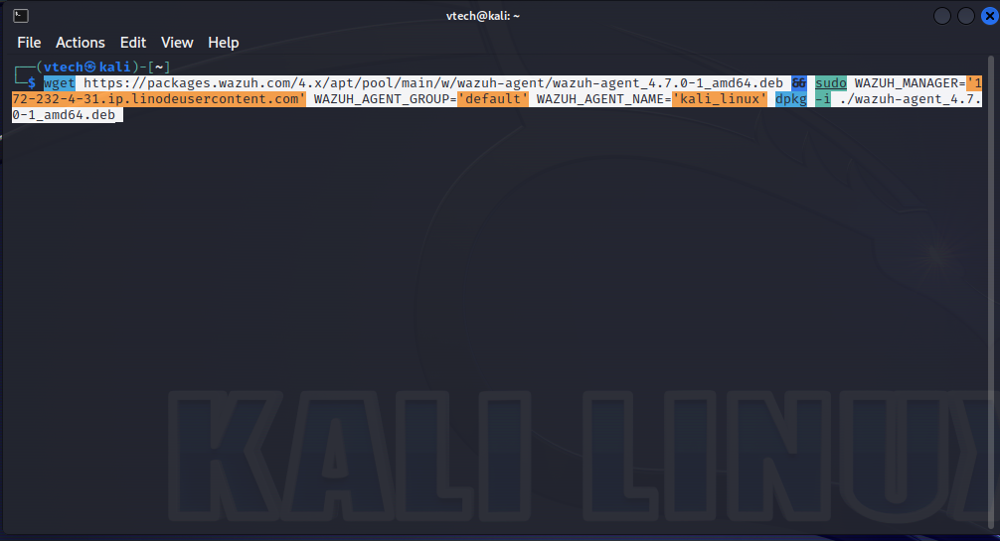 vtech@kali: ~
File Actions Edit View Help
┌──(vtech㉿kali)-[~]
└─$ wget https://packages.wazuh.com/4.x/apt/pool/main/w/wazuh-agent/wazuh-agent_4.7.0-1_amd64.deb && sudo WAZUH_MANAGER='1
72-232-4-31.ip.linodeusercontent.com' WAZUH_AGENT_GROUP='default' WAZUH_AGENT_NAME='kali_linux' dpkg -i ./wazuh-agent_4.7.
0-1_amd64.deb
KALI LINUX